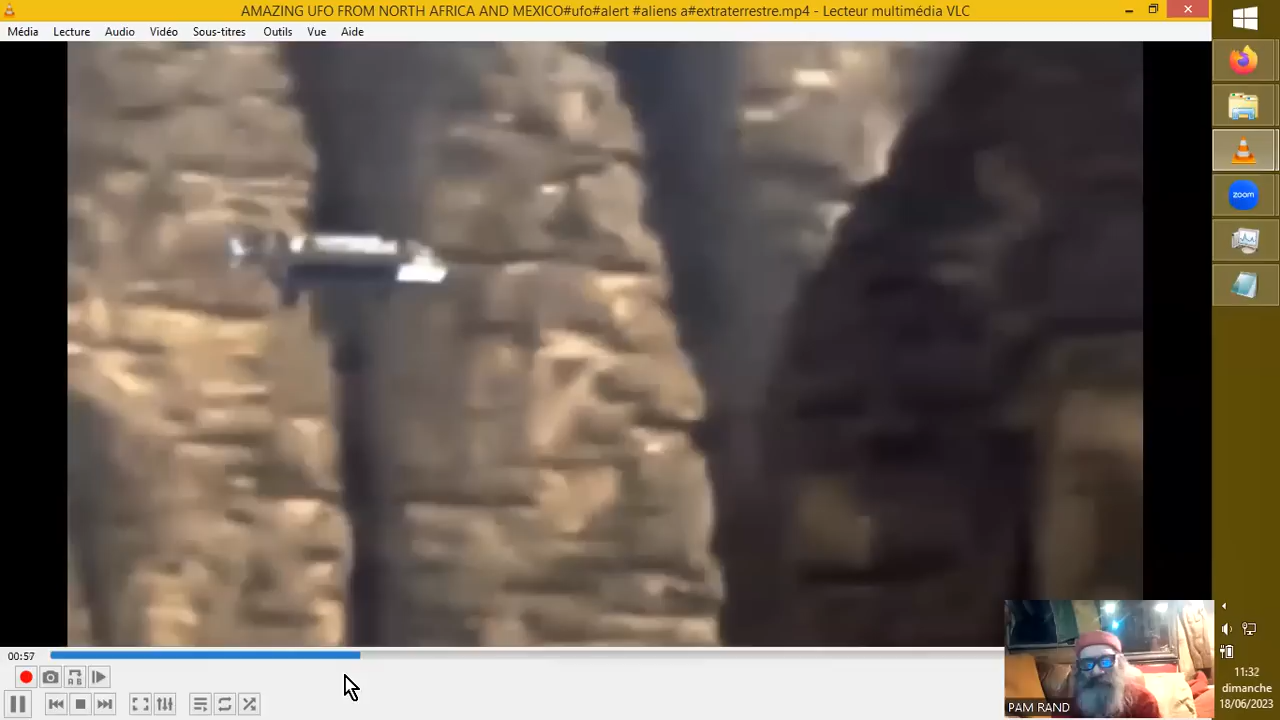 AMAZING UFO FROM NORTH AFRICA AND MEXICO#ufo#alert #aliens a#extraterrestre.mp4 - Lecteur multimédia VLC
Média Lecture Audio Vidéo Sous-titres Outils Vue Aide
zoom
00:57
A B
PAM RAND
11:32
dimanche
18/06/2023